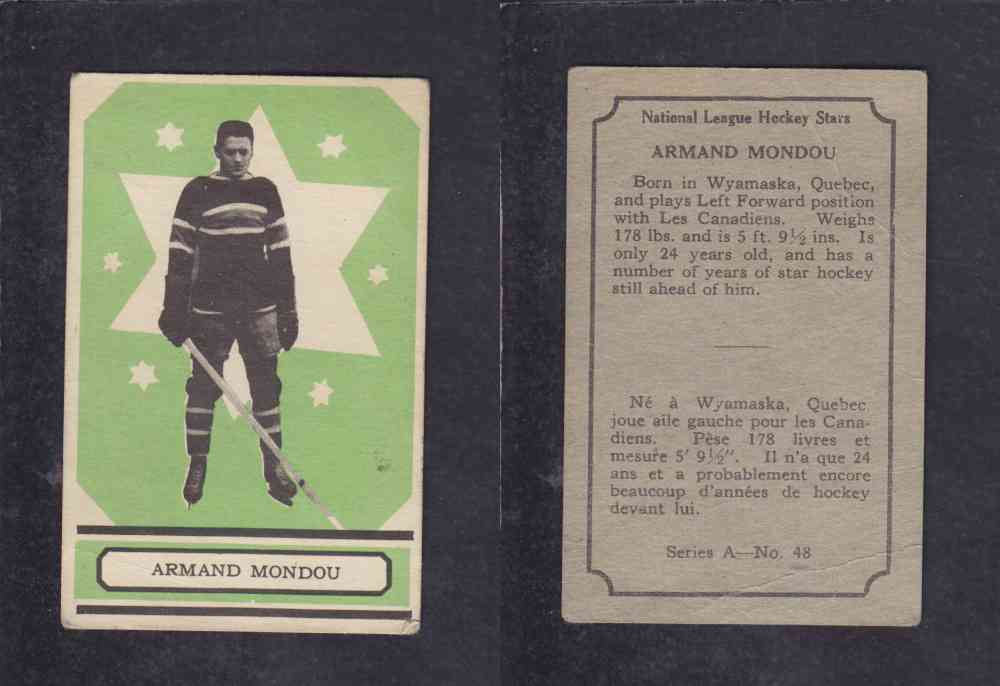 ARMAND MONDOU
National League Hockey Stars
ARMAND MONDOU
Born in Wyamaska, Quebec,
and plays Left Forward position
with Les Canadiens. Weighs
178 lbs. and is 5 ft. 9½ ins. Is
only 24 years old, and has a
number of years of star hockey
still ahead of him.
Né à Wyamaska, Quebec
joue aile gauche pour les Cana-
diens. Pèse 178 livres et
mesure 5' 9½". Il n'a que 24
ans et a probablement encore
beaucoup d'années de hockey
devant lui.
Series A—No. 48